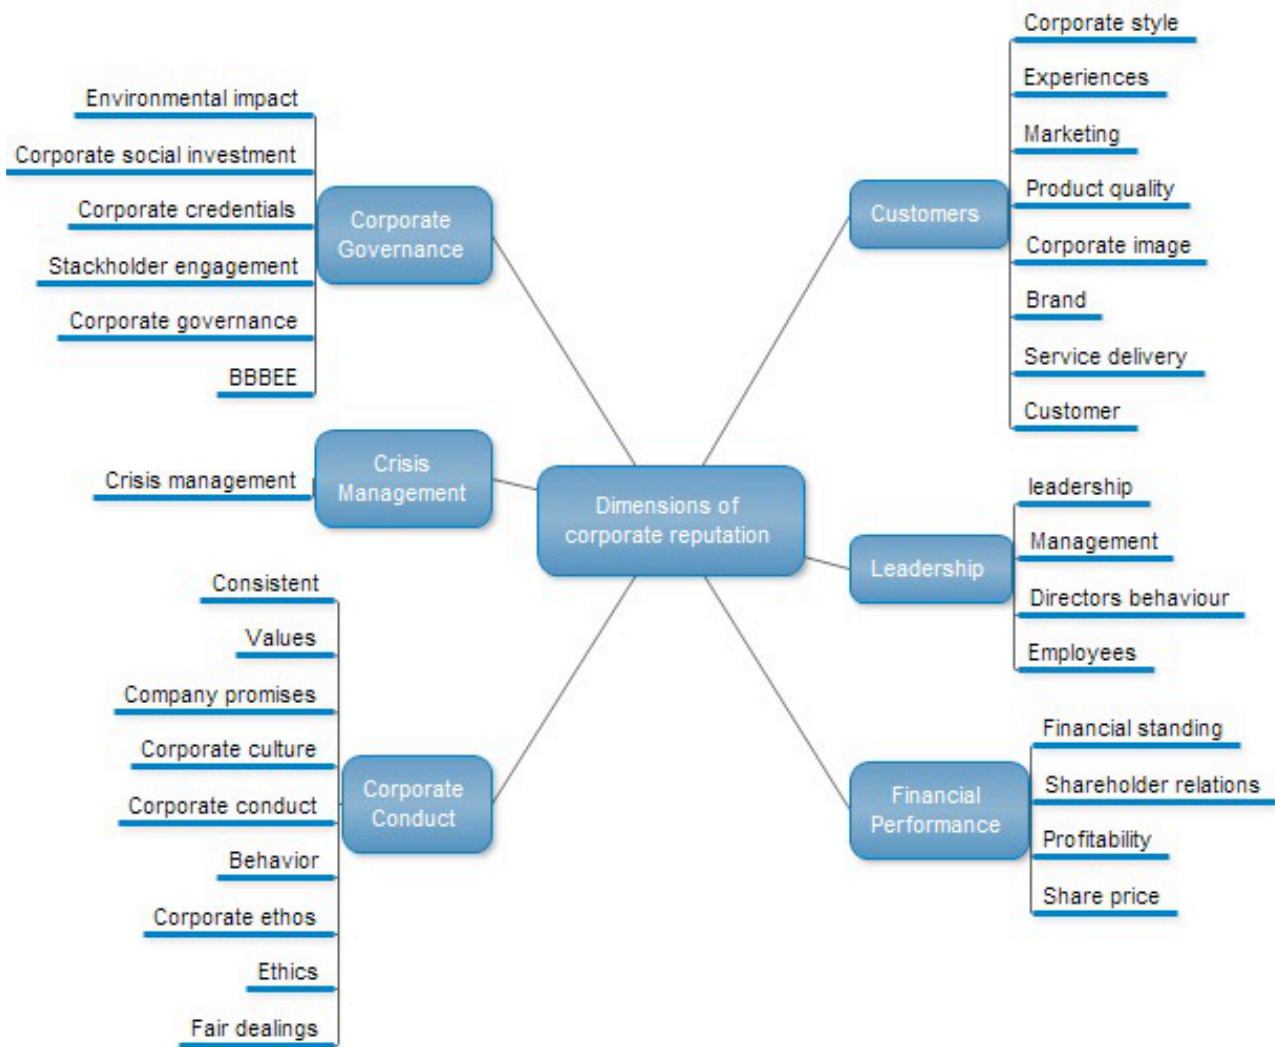 Corporate style
Experiences
Marketing
Product quality
Customers
Corporate image
Brand
Service delivery
Customer
Environmental impact
Corporate social investment
Corporate credentials
Corporate
Governance
Stackholder engagement
Corporate governance
BBBEE
Crisis
Management
Crisis management
Dimensions of
corporate reputation
leadership
Management
Leadership
Directors behaviour
Employees
Consistent
Values
Company promises
Corporate culture
Corporate conduct
Corporate
Conduct
Behavior
Corporate ethos
Ethics
Fair dealings
Financial standing
Shareholder relations
Financial
Performance
Profitability
Share price